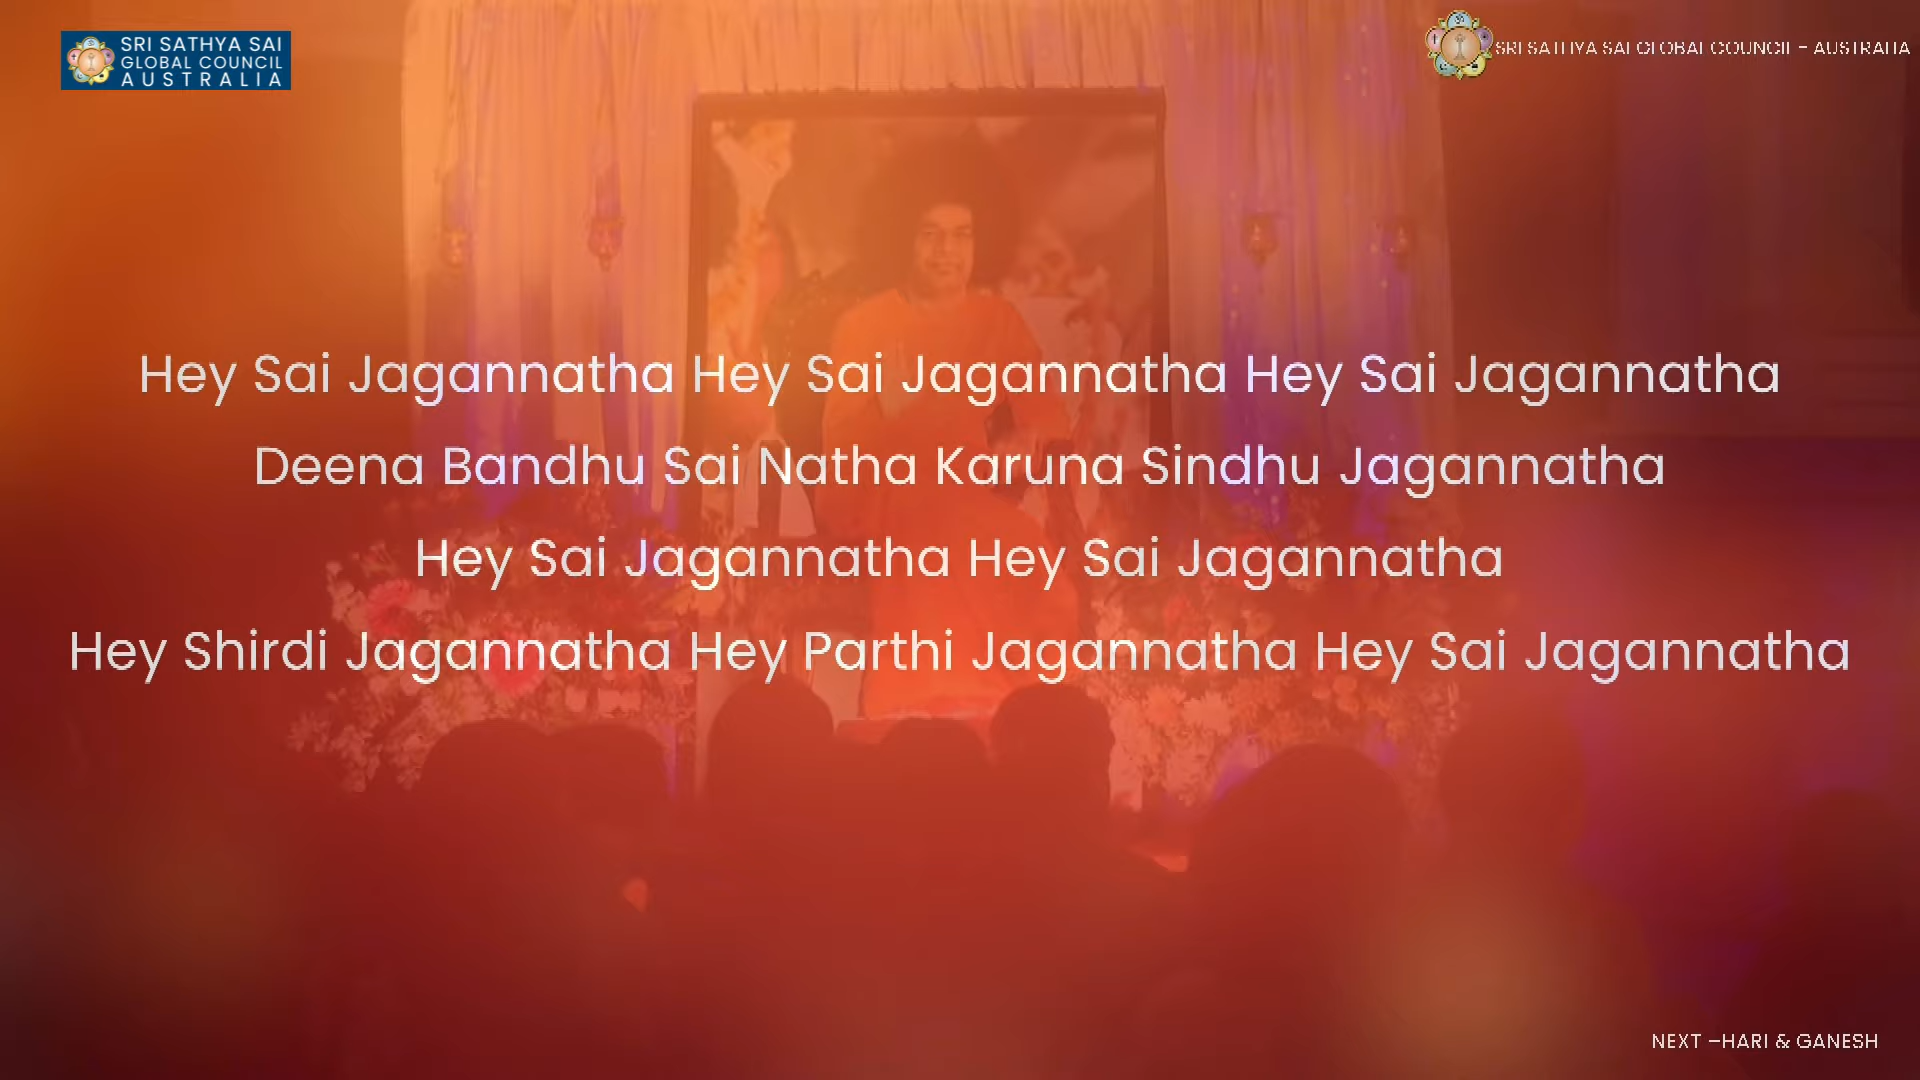 SRI SATHYA SAI
GLOBAL COUNCIL
AUSTRALIA
SRI SATHYA SAI GLOBAL COUNCIL - AUSTRALIA
Hey Sai Jagannatha Hey Sai Jagannatha Hey Sai Jagannatha
Deena Bandhu Sai Natha Karuna Sindhu Jagannatha
Hey Sai Jagannatha Hey Sai Jagannatha
Hey Shirdi Jagannatha Hey Parthi Jagannatha Hey Sai Jagannatha
NEXT –HARI & GANESH